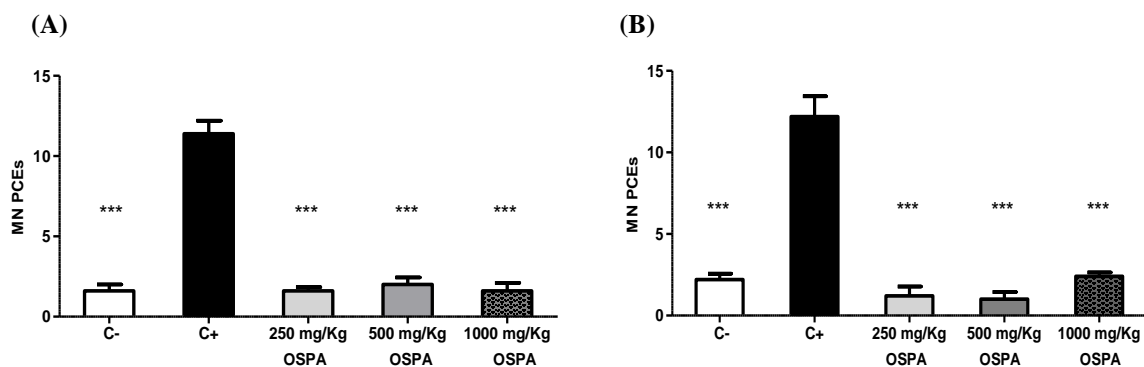 (A)
15
10
5
0
MN PCEs
***
***
***
***
C-
C+
250 mg/Kg
500 mg/Kg
1000 mg/Kg
OSPA
OSPA
OSPA
(B)
15
10
5
0
MN PCEs
***
***
***
***
C-
C+
250 mg/Kg
500 mg/Kg
1000 mg/Kg
OSPA
OSPA
OSPA